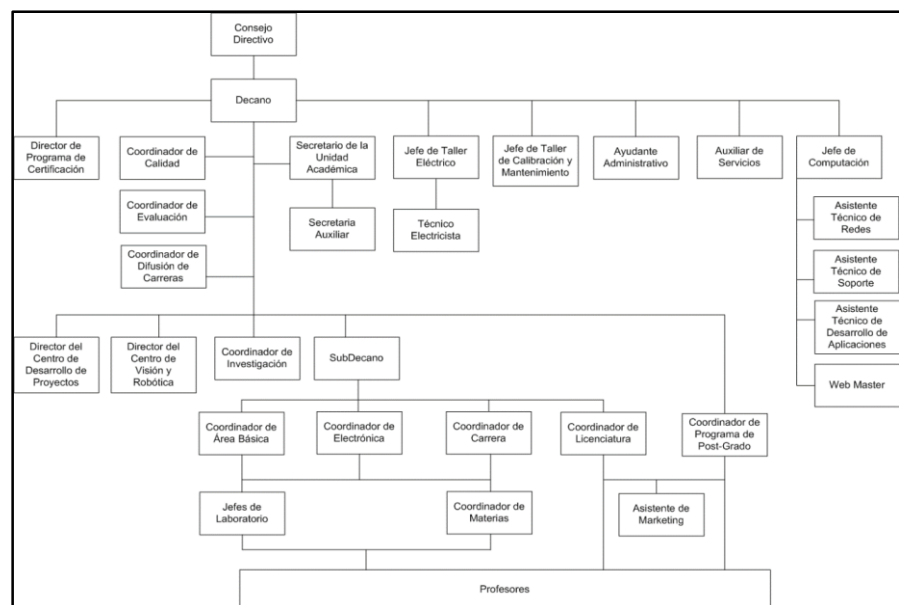 Consejo
Directivo
Decano
Director de
Programa de
Certificación
Coordinador de
Calidad
Secretario de la
Unidad
Académica
Jefe de Taller
Eléctrico
Jefe de Taller
de Calibración y
Mantenimiento
Ayudante
Administrativo
Auxiliar de
Servicios
Jefe de
Computación
Coordinador de
Evaluación
Secretaria
Auxiliar
Técnico
Electricista
Asistente
Técnico de
Redes
Coordinador de
Difusión de
Carreras
Asistente
Técnico de
Soporte
Director del
Centro de
Desarrollo de
Proyectos
Director del
Centro de
Visión y
Robótica
Coordinador de
Investigación
SubDecano
Asistente
Técnico de
Desarrollo de
Aplicaciones
Web Master
Coordinador de
Área Básica
Coordinador de
Electrónica
Coordinador de
Carrera
Coordinador de
Licenciatura
Coordinador de
Programa de
Post-Grado
Jefes de
Laboratorio
Coordinador de
Materias
Asistente de
Marketing
Profesores